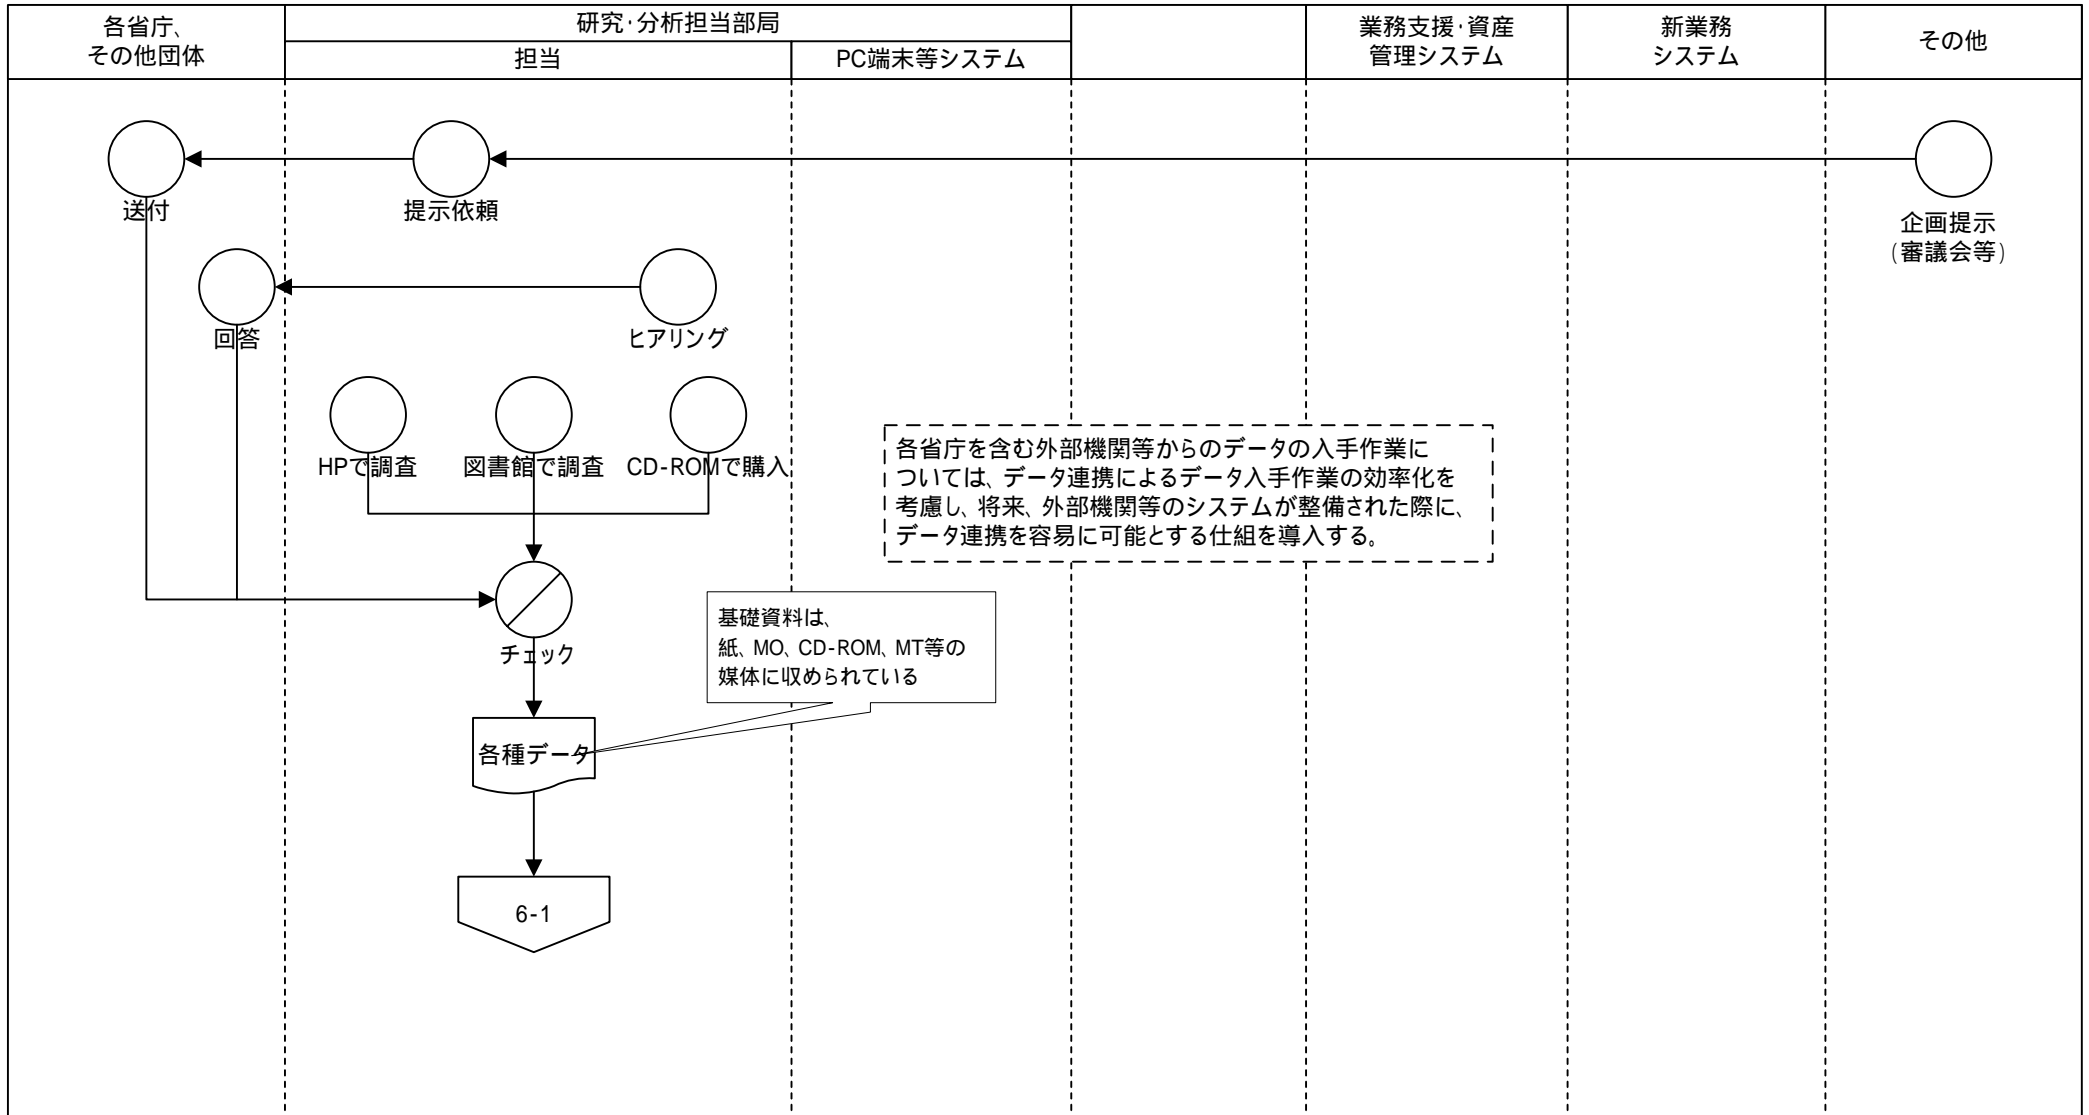 各省庁、
その他団体
研究・分析担当部局
担当
PC端末等システム
業務支援・資産
管理システム
新業務
システム
その他
送付
提示依頼
企画提示
(審議会等)
回答
ヒアリング
HPで調査
図書館で調査
CD-ROMで購入
各省庁を含む外部機関等からのデータの入手作業に
ついては、データ連携によるデータ入手作業の効率化を
考慮し、将来、外部機関等のシステムが整備された際に、
データ連携を容易に可能とする仕組を導入する。
チェック
基礎資料は、
紙、MO、CD-ROM、MT等の
媒体に収められている
各種データ
6-1